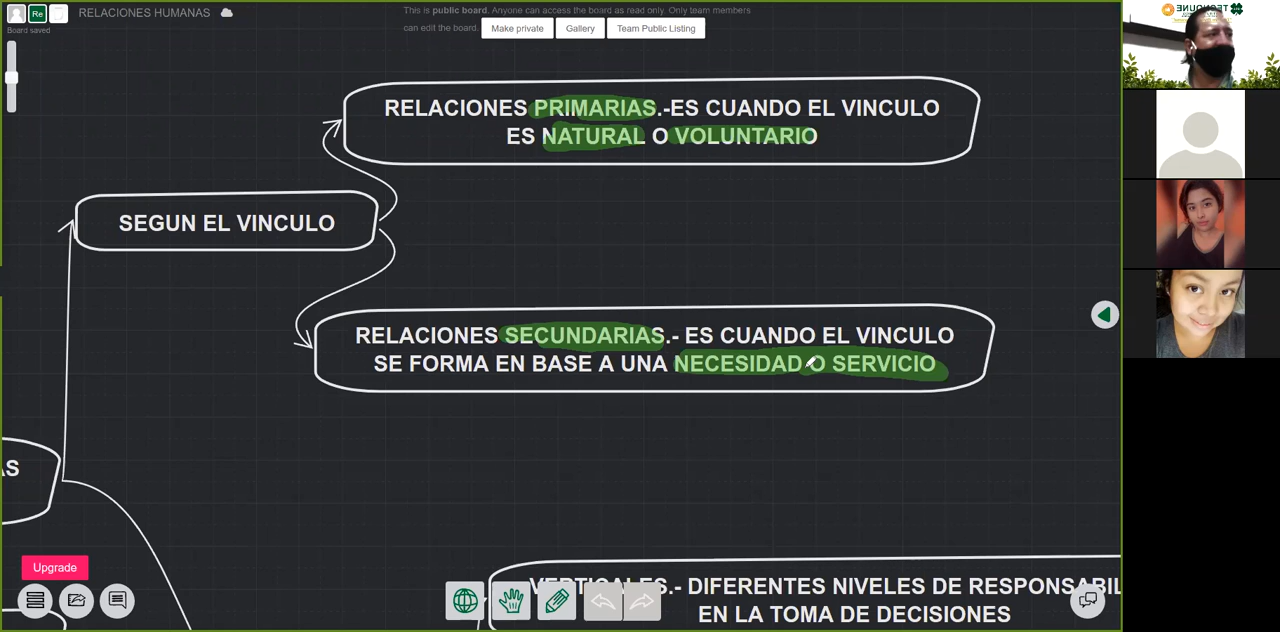 Re
RELACIONES HUMANAS
Board saved
This is public board. Anyone can access the board as read only. Only team members
can edit the board.
Make private
Gallery
Team Public Listing
RELACIONES PRIMARIAS.-ES CUANDO EL VINCULO
ES NATURAL O VOLUNTARIO
SEGUN EL VINCULO
RELACIONES SECUNDARIAS.- ES CUANDO EL VINCULO
SE FORMA EN BASE A UNA NECESIDAD O SERVICIO
AS
Upgrade
VERTICALES.- DIFERENTES NIVELES DE RESPONSABIL
EN LA TOMA DE DECISIONES